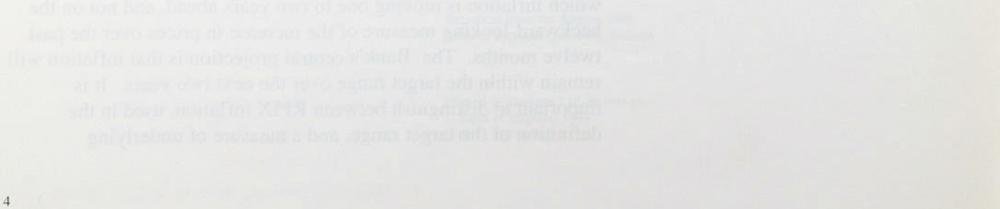 which inflation is moving one to two years ahead, and not on the
backward looking measure of the increase in prices over the past
twelve months. The Bank's central projection is that inflation will
remain within the target range over the next two years. It is
important to distinguish between RPIX inflation, used in the
definition of the target range, and a measure of underlying
4